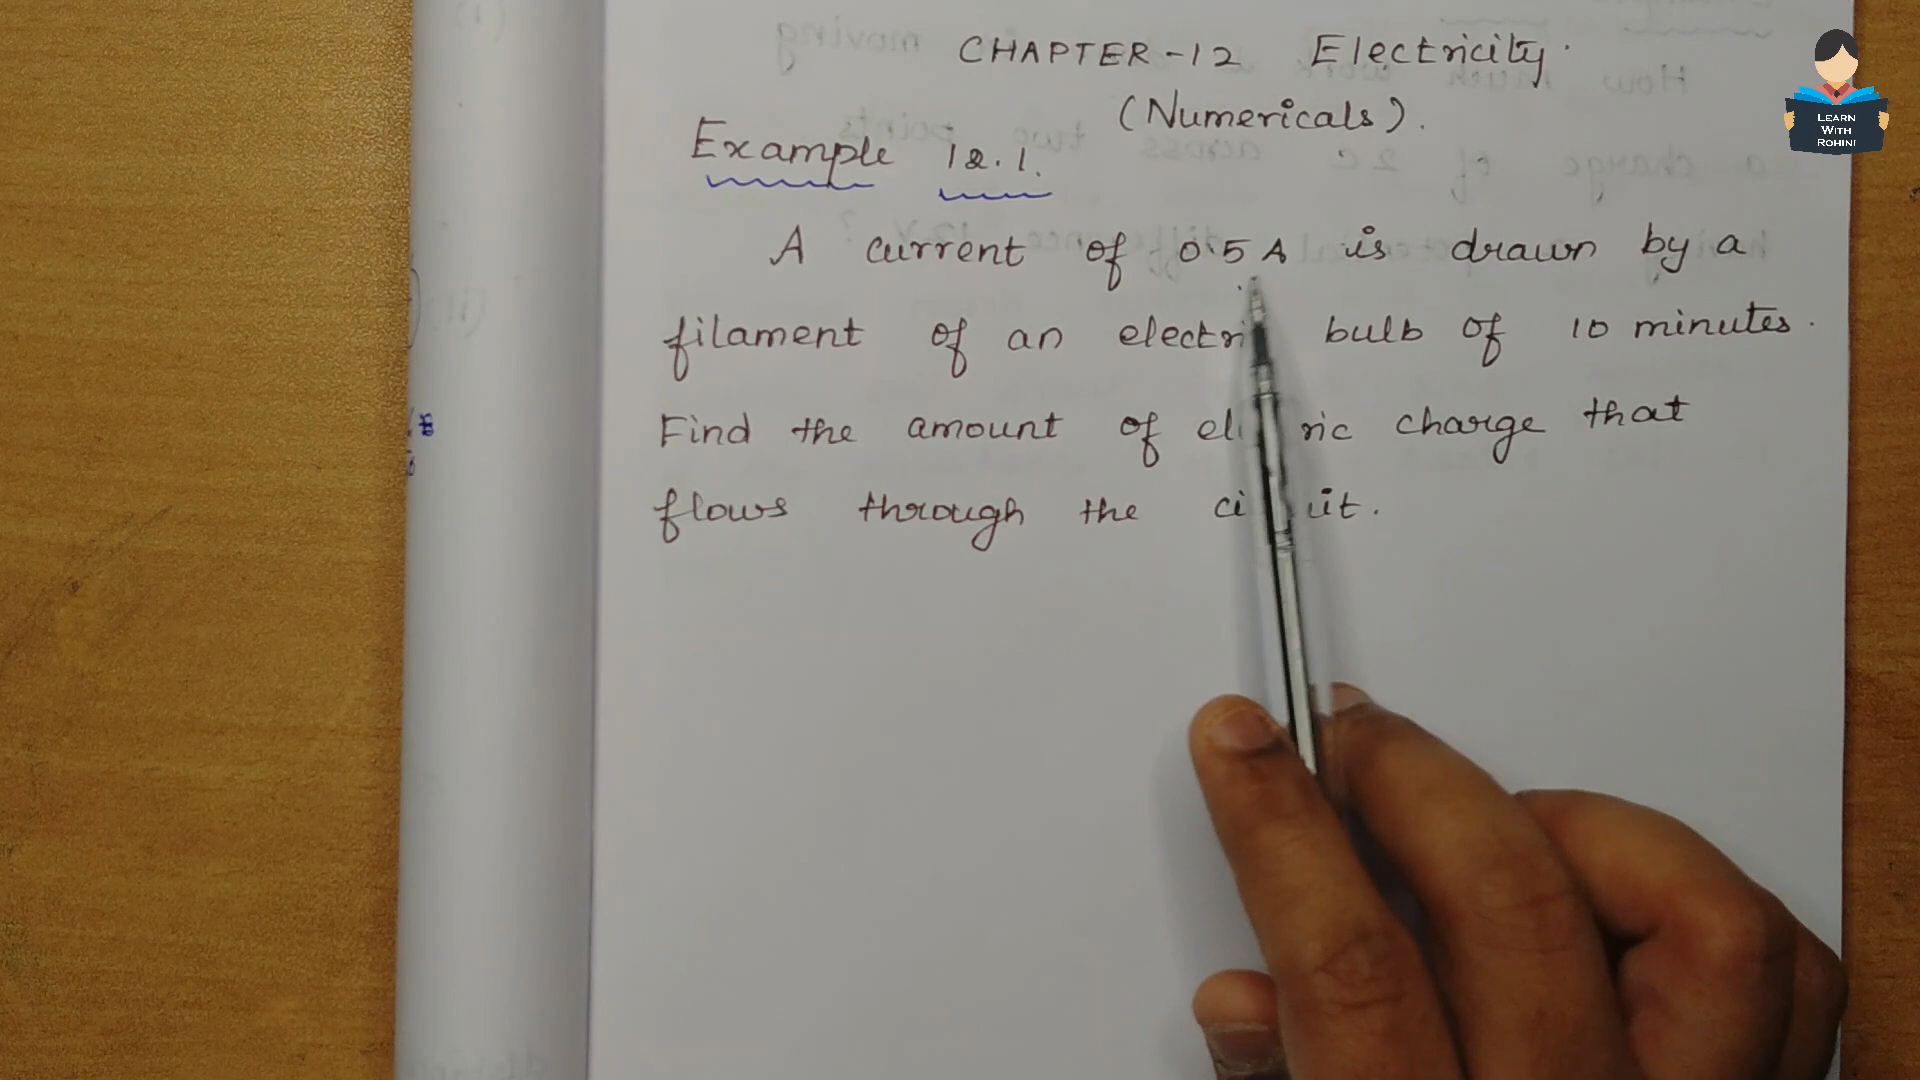 CHAPTER-12 Electricity.
(Numericals).
Example 12.1.
A current of 0.5 A is drawn by a
filament of an bulb of 10 minutes.
Find the amount of charge that
flows through the
LEARN
WITH
ROHINI